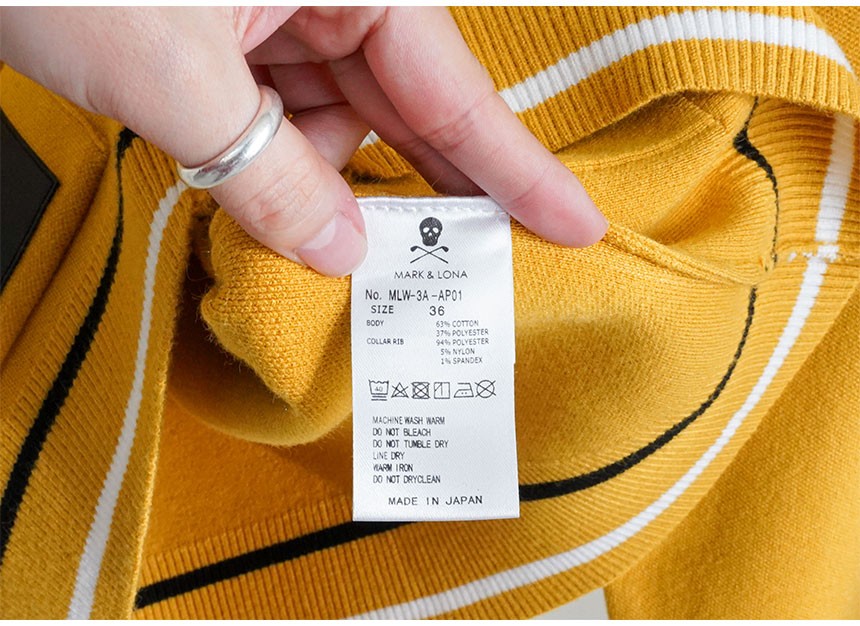 MARK & LONA
No. MLW-3A-AP01
SIZE 36
BODY 63% COTTON
37% POLYESTER
COLLAR RIB 94% POLYESTER
5% NYLON
1% SPANDEX
40
MACHINE WASH WARM
DO NOT BLEACH
DO NOT TUMBLE DRY
LINE DRY
WARM IRON
DO NOT DRYCLEAN
MADE IN JAPAN